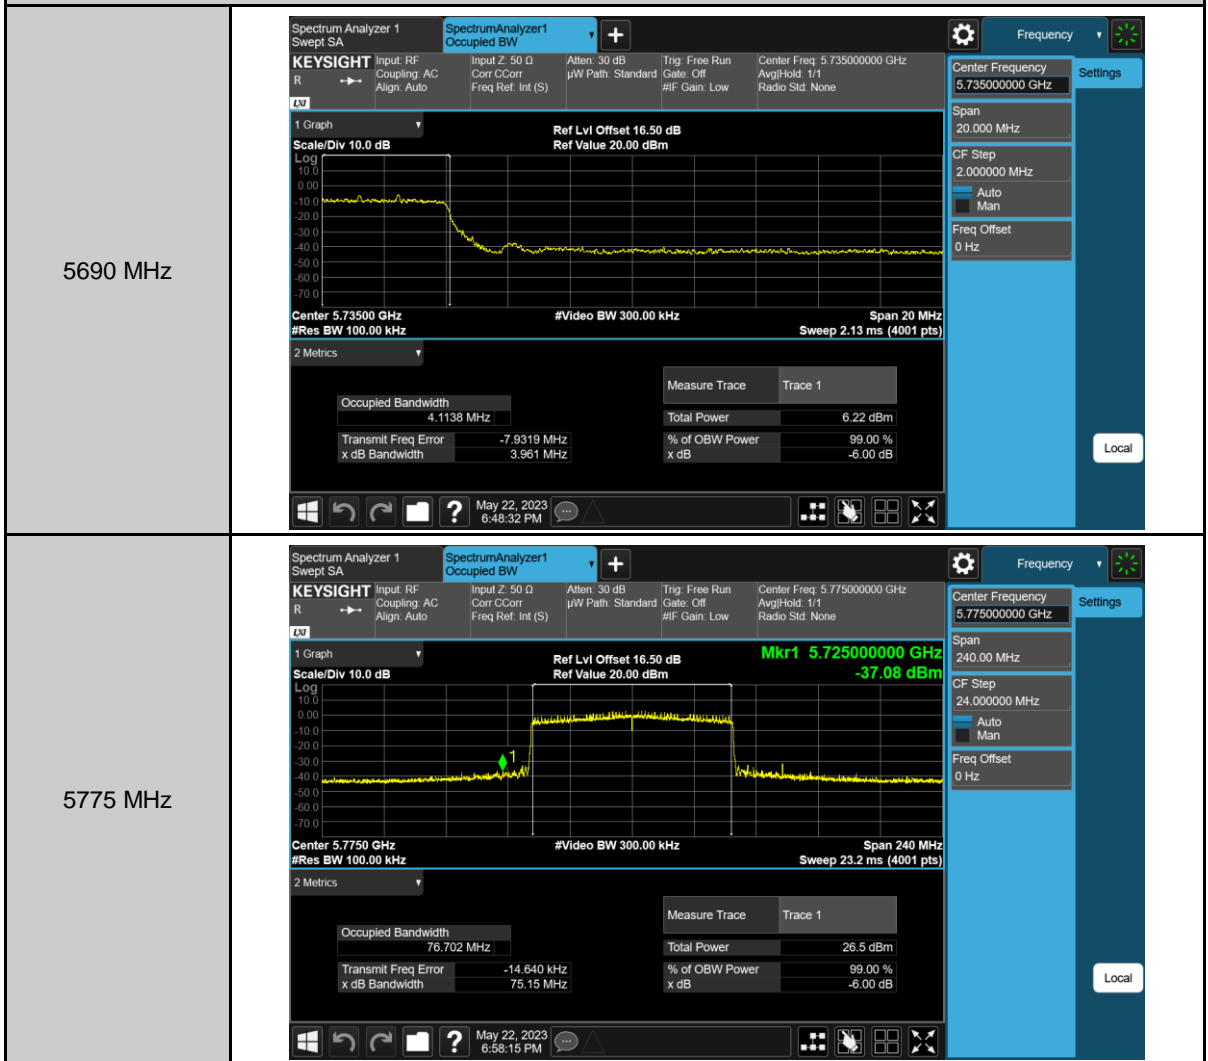 5690 MHz
Spectrum Analyzer 1
Swept SA
SpectrumAnalyzer1
Occupied BW
Frequency
KEYSIGHT
R
LXI
Input: RF
Coupling: AC
Align: Auto
Input Z: 50 Ω
Corr CCorr
Freq Ref: Int (S)
Atten: 30 dB
µW Path: Standard
Trig: Free Run
Gate: Off
#IF Gain: Low
Center Freq: 5.735000000 GHz
Avg|Hold: 1/1
Radio Std: None
Center Frequency
5.735000000 GHz
Settings
Span
20.000 MHz
CF Step
2.000000 MHz
Auto
Man
Freq Offset
0 Hz
Local
1 Graph
Scale/Div 10.0 dB
Ref Lvl Offset 16.50 dB
Ref Value 20.00 dBm
Log
10.0
0.00
-10.0
-20.0
-30.0
-40.0
-50.0
-60.0
-70.0
Center 5.73500 GHz
#Res BW 100.00 kHz
#Video BW 300.00 kHz
Span 20 MHz
Sweep 2.13 ms (4001 pts)
2 Metrics
Measure Trace Trace 1
Occupied Bandwidth
4.1138 MHz
Total Power 6.22 dBm
Transmit Freq Error -7.9319 MHz
x dB Bandwidth 3.961 MHz
% of OBW Power 99.00 %
x dB -6.00 dB
?
May 22, 2023
6:48:32 PM
5775 MHz
Spectrum Analyzer 1
Swept SA
SpectrumAnalyzer1
Occupied BW
Frequency
KEYSIGHT
R
LXI
Input: RF
Coupling: AC
Align: Auto
Input Z: 50 Ω
Corr CCorr
Freq Ref: Int (S)
Atten: 30 dB
µW Path: Standard
Trig: Free Run
Gate: Off
#IF Gain: Low
Center Freq: 5.775000000 GHz
Avg|Hold: 1/1
Radio Std: None
Center Frequency
5.775000000 GHz
Settings
Span
240.00 MHz
CF Step
24.000000 MHz
Auto
Man
Freq Offset
0 Hz
Local
1 Graph
Scale/Div 10.0 dB
Ref Lvl Offset 16.50 dB
Ref Value 20.00 dBm
Mkr1 5.725000000 GHz
-37.08 dBm
Log
10.0
0.00
-10.0
-20.0
-30.0
-40.0
-50.0
-60.0
-70.0
1
Center 5.7750 GHz
#Res BW 100.00 kHz
#Video BW 300.00 kHz
Span 240 MHz
Sweep 23.2 ms (4001 pts)
2 Metrics
Measure Trace Trace 1
Occupied Bandwidth
76.702 MHz
Total Power 26.5 dBm
Transmit Freq Error -14.640 kHz
x dB Bandwidth 75.15 MHz
% of OBW Power 99.00 %
x dB -6.00 dB
?
May 22, 2023
6:58:15 PM